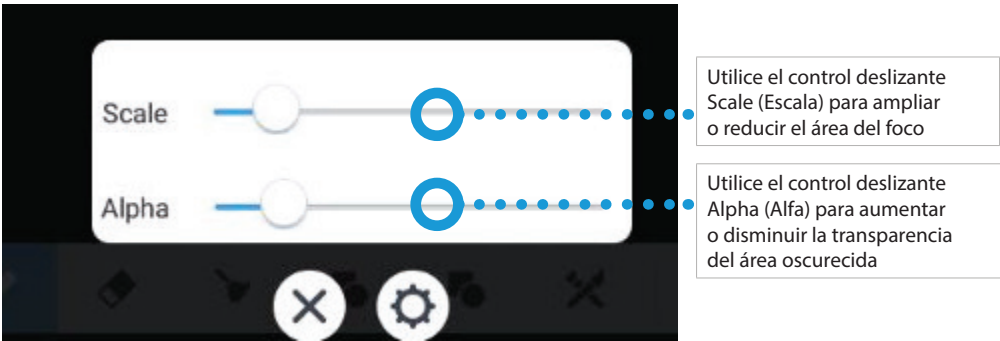 Scale
Utilice el control deslizante
Scale (Escala) para ampliar
o reducir el área del foco
Alpha
Utilice el control deslizante
Alpha (Alfa) para aumentar
o disminuir la transparencia
del área oscurecida